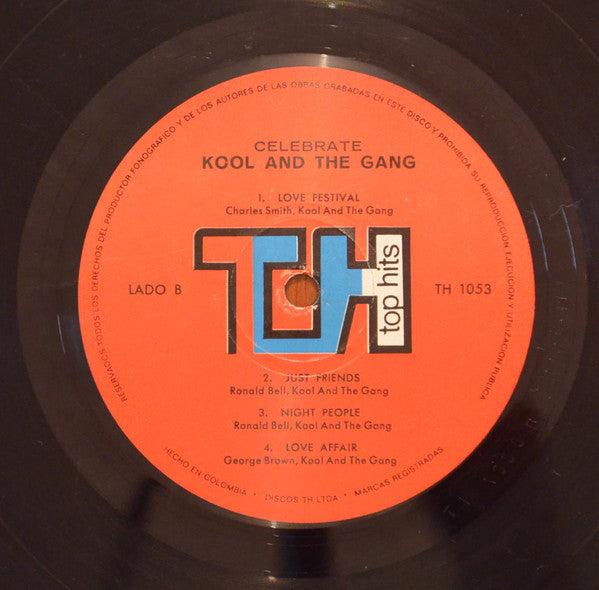 RESERVADOS TODOS LOS DERECHOS DEL PRODUCTOR FONOGRAFICO Y DE LOS AUTORES DE LAS OBRAS GRABADAS EN ESTE DISCO Y PROHIBIDA SU REPRODUCCION EJECUCION Y UTILIZACION PUBLICA
CELEBRATE
KOOL AND THE GANG
1. LOVE FESTIVAL
Charles Smith, Kool And The Gang
LADO B
TH
top hits
TH 1053
2. JUST FRIENDS
Ronald Bell, Kool And The Gang
3. NIGHT PEOPLE
Ronald Bell, Kool And The Gang
4. LOVE AFFAIR
George Brown, Kool And The Gang
HECHO EN COLOMBIA · DISCOS TH LTDA · MARCAS REGISTRADAS